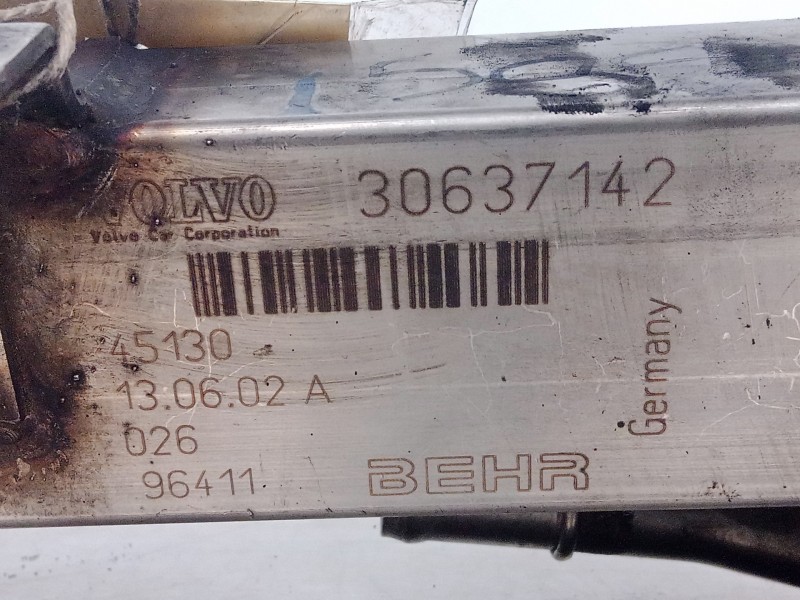 VOLVO
Volvo Car Corporation
30637142
45130
13.06.02 A
026
96411
BEHR
Germany